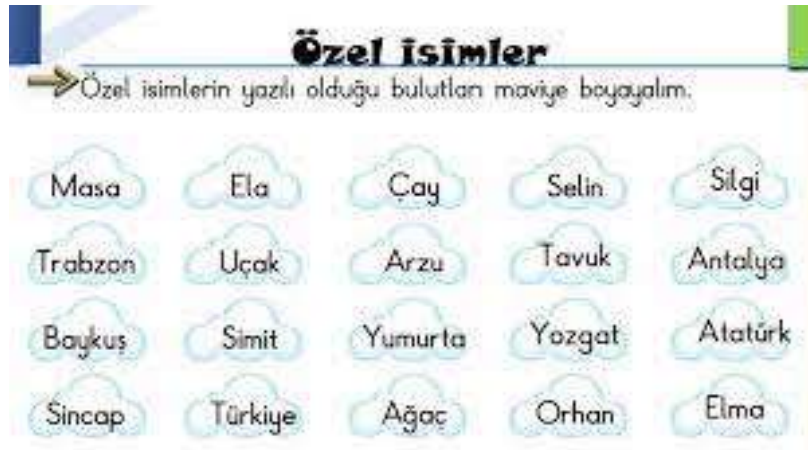 Özel isimler
Özel isimlerin yazılı olduğu bulutları maviye boyayalım.
Masa Ela Çay Selin Silgi
Trabzon Uçak Arzu Tavuk Antalya
Baykuş Simit Yumurta Yozgat Atatürk
Sincap Türkiye Ağaç Orhan Elma